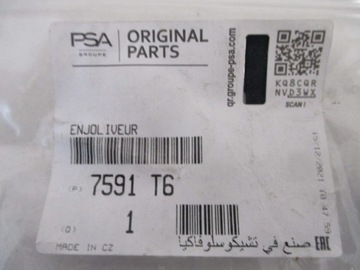 PSA
GROUPE
ORIGINAL
PARTS
qr.groupe-psa.com
KQ8CQR
NVD3WX
SCAN!
ENJOLIVEUR
(P) 7591 T6
(Q) 1
MADE IN CZ
صنع في تشيكوسلوفاكيا
EAC